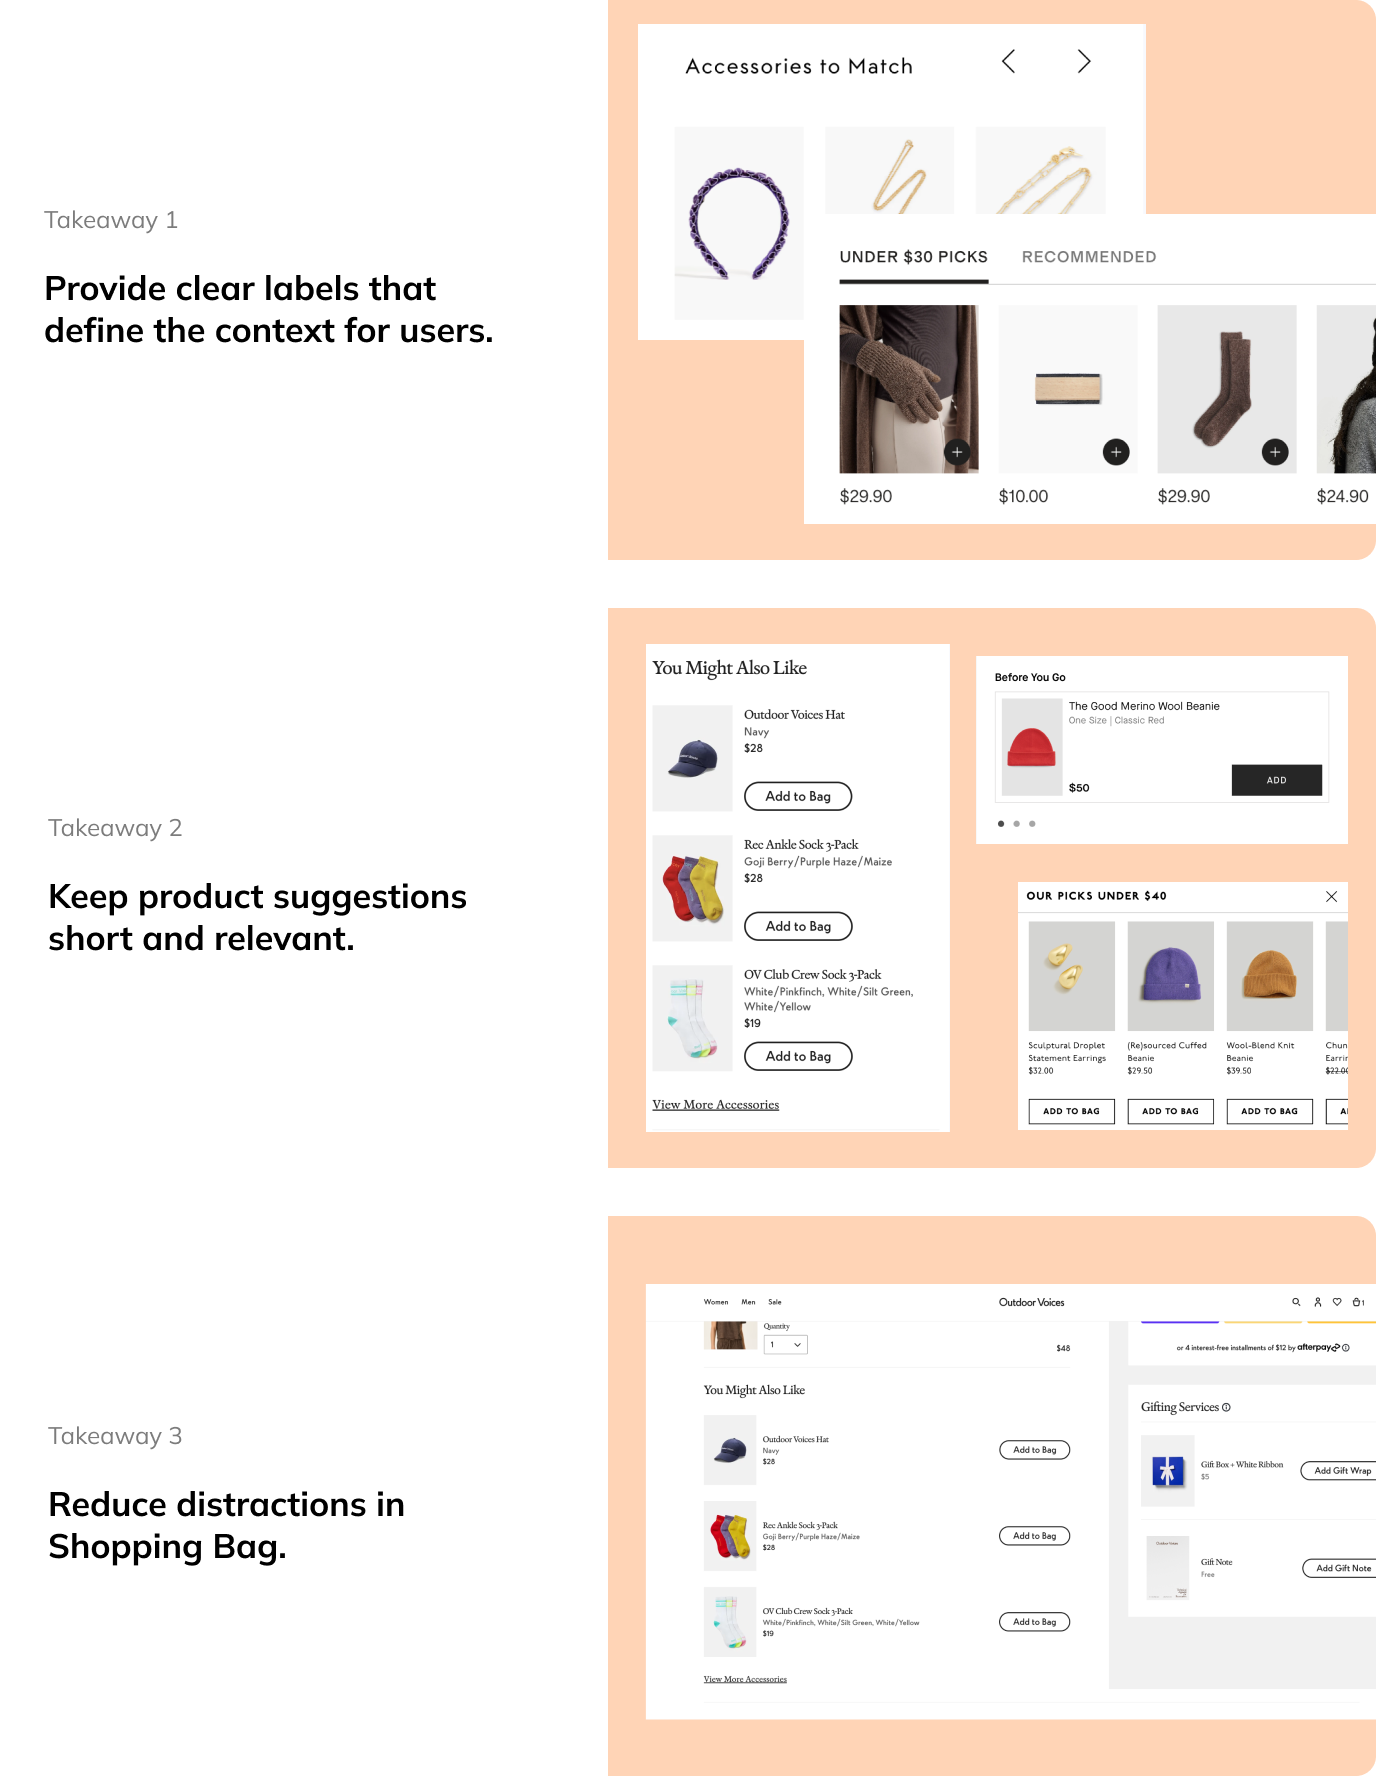 Takeaway 1
Provide clear labels that
define the context for users.
Accessories to Match
UNDER $30 PICKS RECOMMENDED
$29.90 $10.00 $29.90 $24.90
Takeaway 2
Keep product suggestions
short and relevant.
You Might Also Like
Outdoor Voices Hat
Navy
$28
Add to Bag
Rec Ankle Sock 3-Pack
Goji Berry/Purple Haze/Maize
$28
Add to Bag
OV Club Crew Sock 3-Pack
White/Pinkfinch, White/Silt Green,
White/Yellow
$19
Add to Bag
View More Accessories
Before You Go
The Good Merino Wool Beanie
One Size | Classic Red
$50
ADD
OUR PICKS UNDER $40
Sculptural Droplet
Statement Earrings
$32.00
ADD TO BAG
(Re)sourced Cuffed
Beanie
$29.50
ADD TO BAG
Wool-Blend Knit
Beanie
$39.50
ADD TO BAG
Takeaway 3
Reduce distractions in
Shopping Bag.
Women Men Sale
Outdoor Voices
1
Quantity
1
$48
You Might Also Like
Outdoor Voices Hat
Navy
$28
Add to Bag
Rec Ankle Sock 3-Pack
Goji Berry/Purple Haze/Maize
$28
Add to Bag
OV Club Crew Sock 3-Pack
White/Pinkfinch, White/Silt Green, White/Yellow
$19
Add to Bag
View More Accessories
or 4 interest-free installments of $12 by afterpay
Gifting Services
Gift Box + White Ribbon
$5
Add Gift Wrap
Gift Note
Free
Add Gift Note